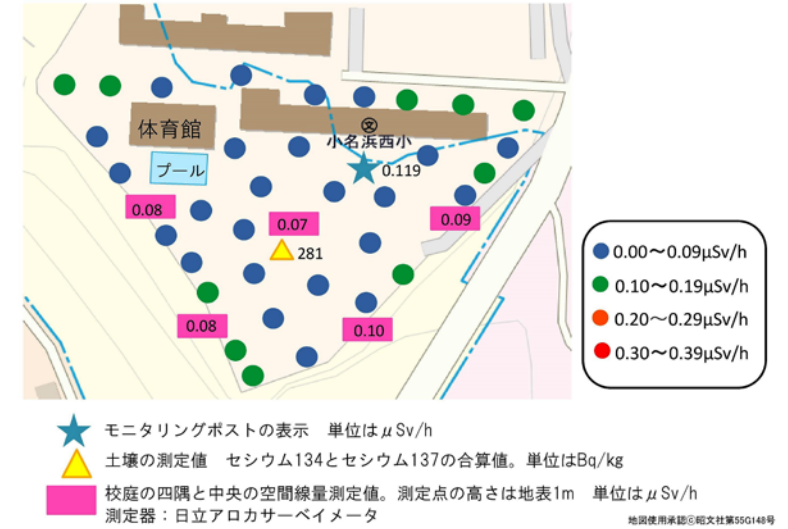 体育館
プール
小名浜西小
0.119
0.08
0.07
0.09
281
0.08
0.10
0.00～0.09μSv/h
0.10～0.19μSv/h
0.20～0.29μSv/h
0.30～0.39μSv/h
モニタリングポストの表示　単位はμSv/h
土壌の測定値　セシウム134とセシウム137の合算値。単位はBq/kg
校庭の四隅と中央の空間線量測定値。測定点の高さは地表1m　単位はμSv/h
測定器：日立アロカサーベイメータ
地図使用承認©昭文社第55G148号